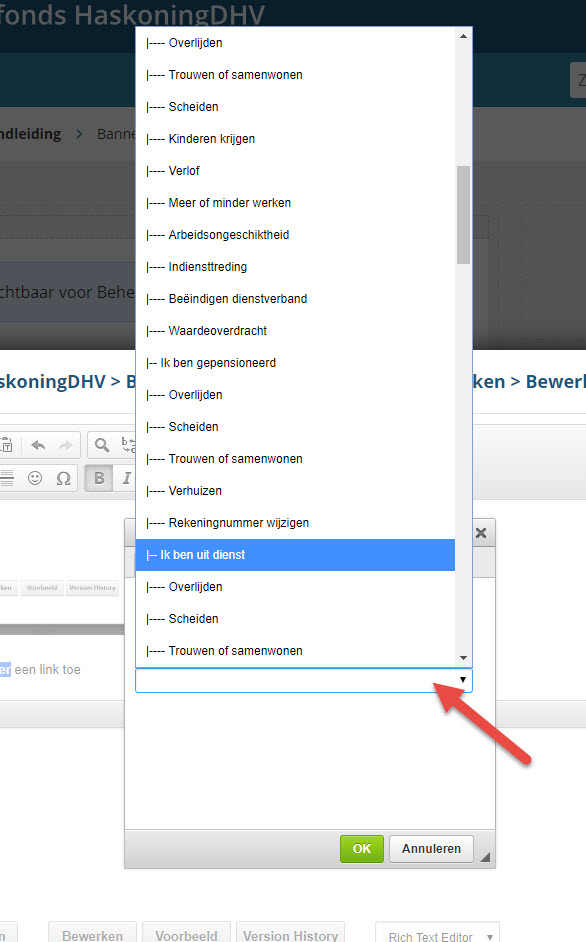 fonds HaskoningDHV
ndleiding > Banne
chtbaar voor Behe
|---- Overlijden
|---- Trouwen of samenwonen
|---- Scheiden
|---- Kinderen krijgen
|---- Verlof
|---- Meer of minder werken
|---- Arbeidsongeschiktheid
|---- Indiensttreding
|---- Beëindigen dienstverband
|---- Waardeoverdracht
|-- Ik ben gepensioneerd
|---- Overlijden
|---- Scheiden
|---- Trouwen of samenwonen
|---- Verhuizen
|---- Rekeningnummer wijzigen
|-- Ik ben uit dienst
|---- Overlijden
|---- Scheiden
|---- Trouwen of samenwonen
skoningDHV > B
ken > Bewer
B I
ken Voorbeeld Version History
er een link toe
OK Annuleren
n Bewerken Voorbeeld Version History Rich Text Editor